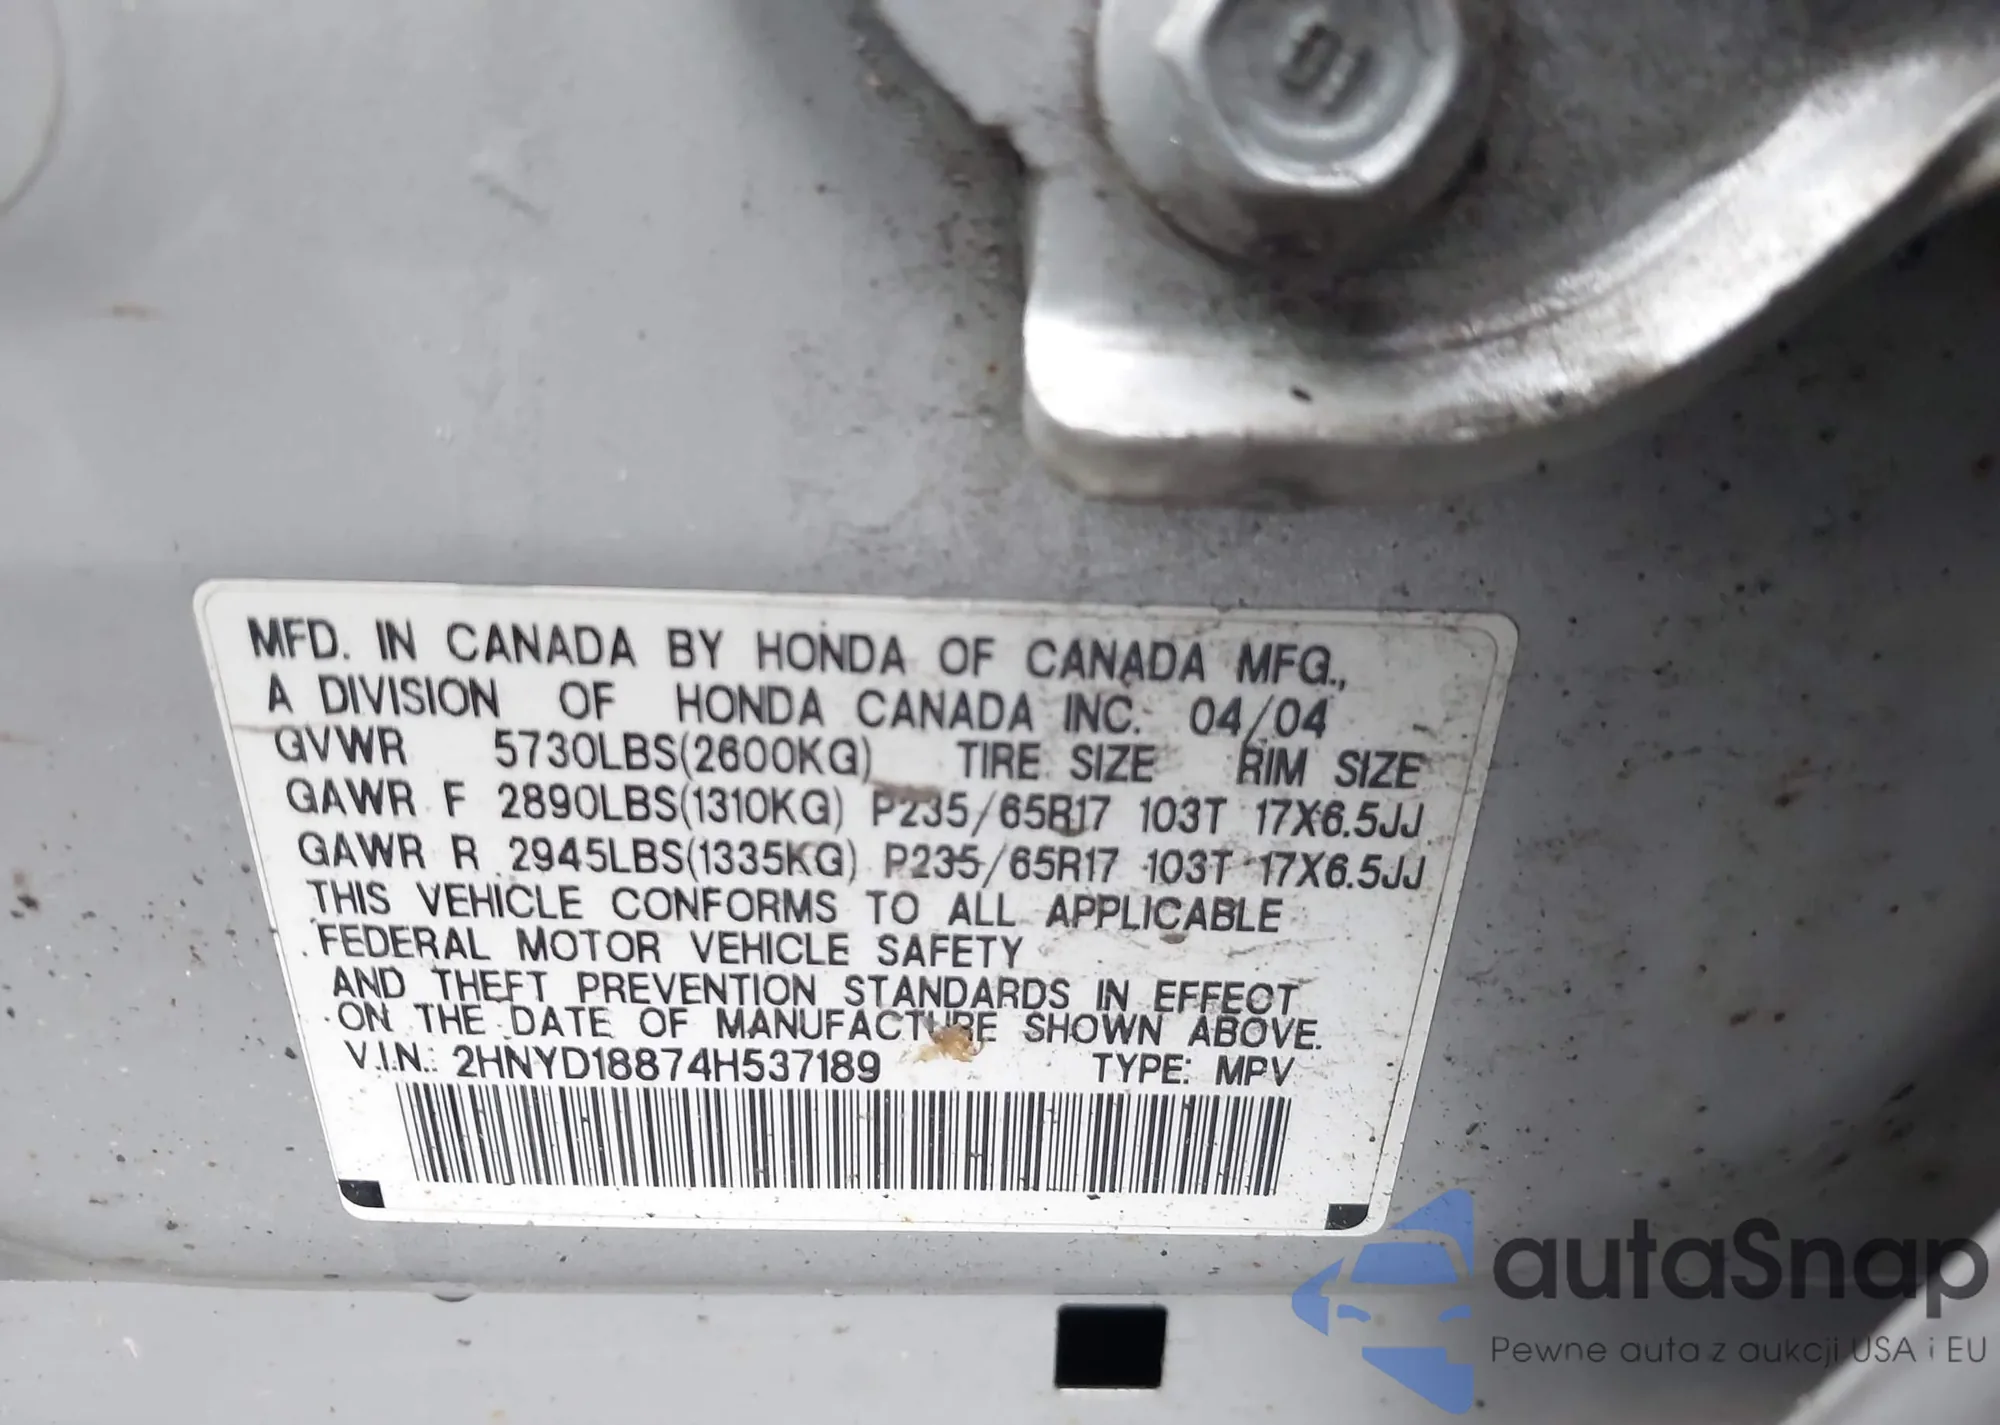 MFD. IN CANADA BY HONDA OF CANADA MFG.,
A DIVISION OF HONDA CANADA INC. 04/04
GVWR 5730LBS(2600KG) TIRE SIZE RIM SIZE
GAWR F 2890LBS(1310KG) P235/65R17 103T 17X6.5JJ
GAWR R 2945LBS(1335KG) P235/65R17 103T 17X6.5JJ
THIS VEHICLE CONFORMS TO ALL APPLICABLE
FEDERAL MOTOR VEHICLE SAFETY
AND THEFT PREVENTION STANDARDS IN EFFECT
ON THE DATE OF MANUFACTURE SHOWN ABOVE.
V.I.N.: 2HNYD18874H537189 TYPE: MPV
autaSnap
Pewne auta z aukcji USA i EU